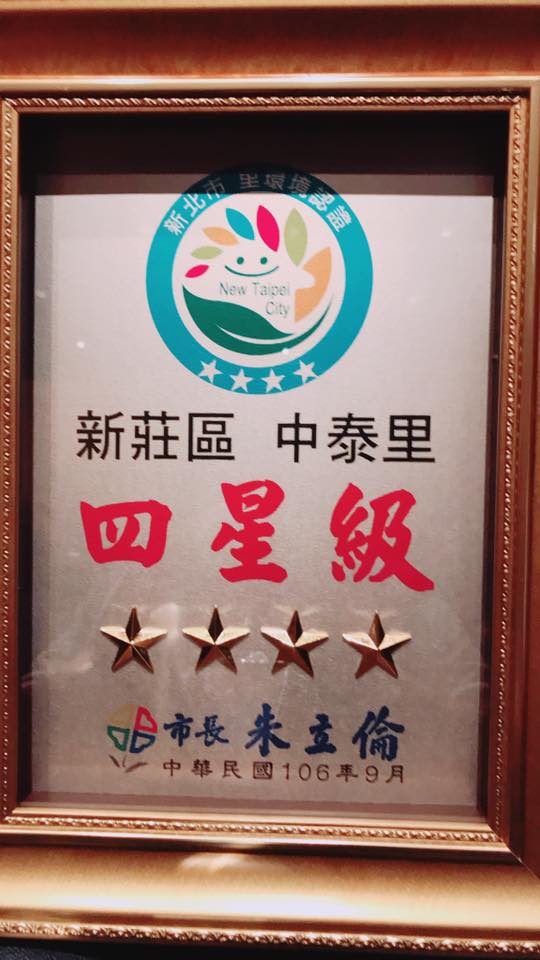 新北市 里環境認證
New Taipei
City
新莊區 中泰里
四星級
市長 朱立倫
中華民國106年9月